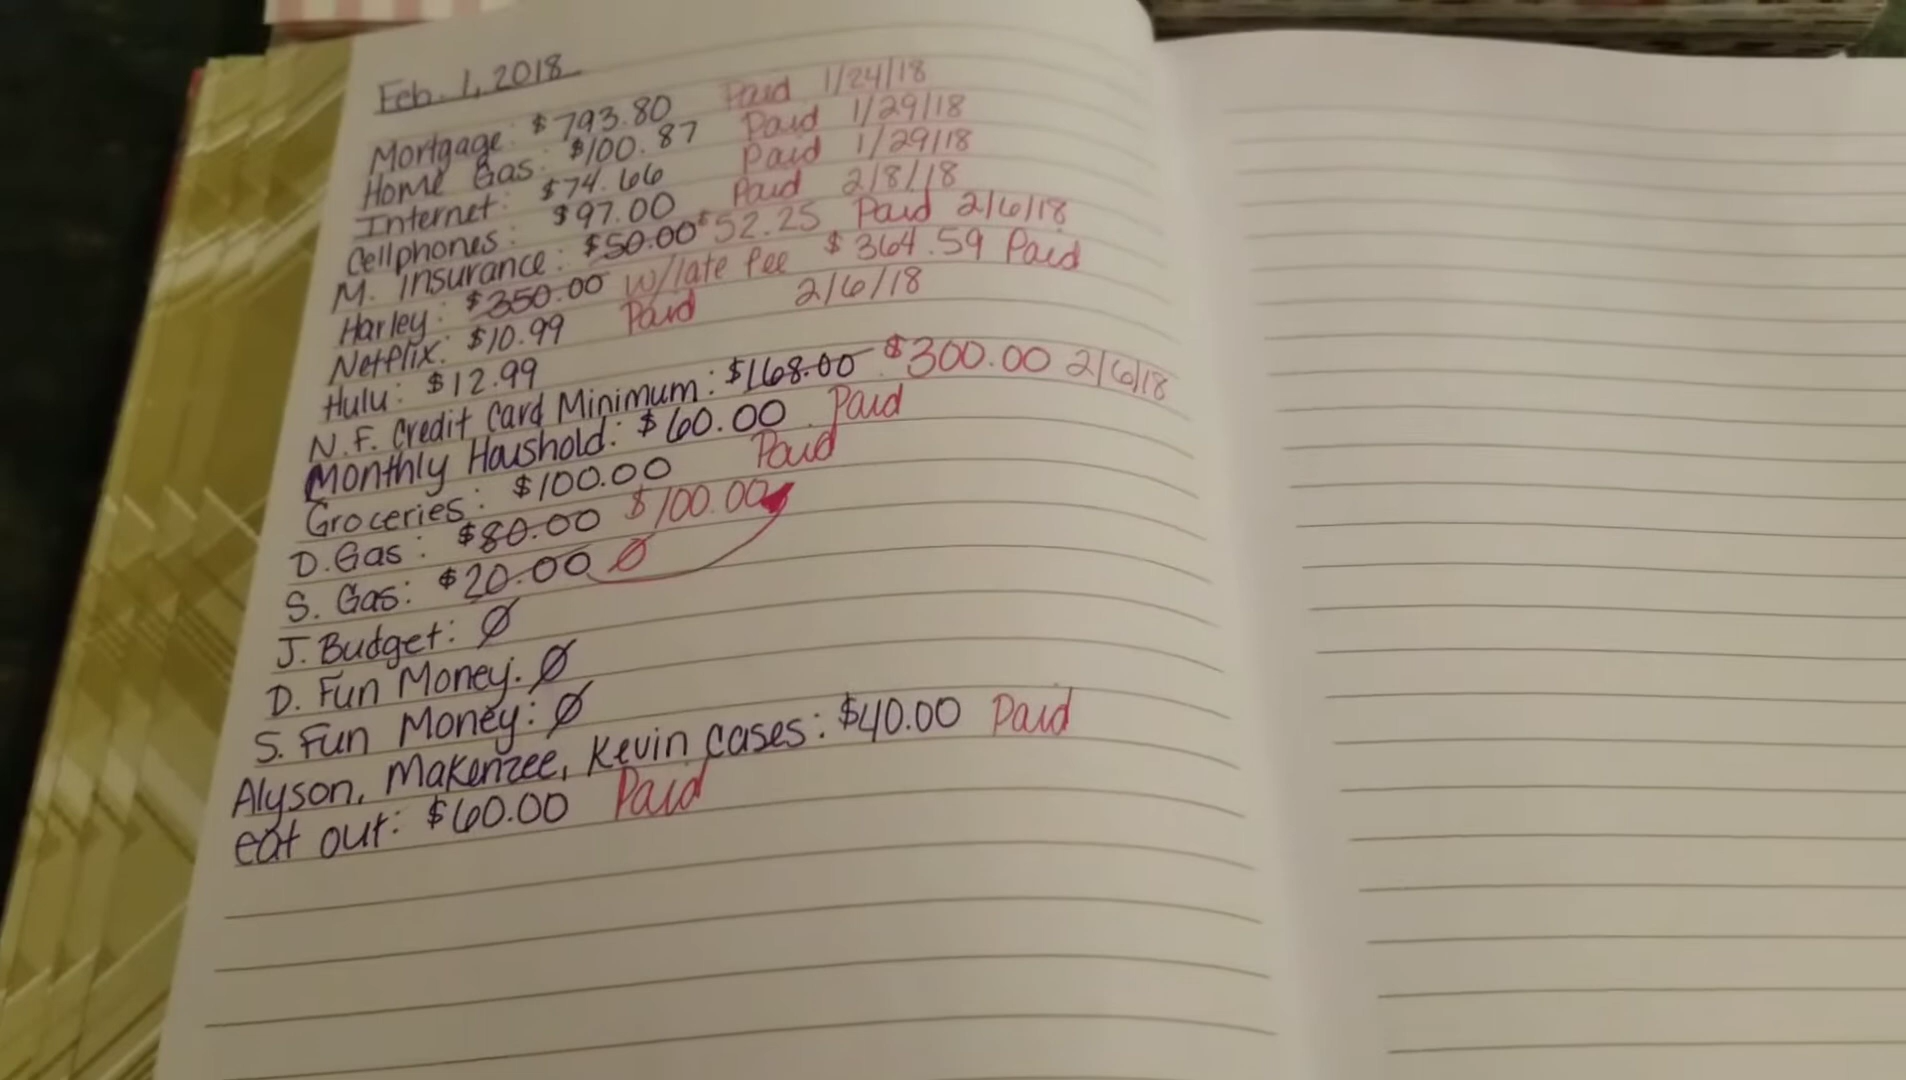 Feb. 1, 2018
Mortgage: $793.80 Paid 1/24/18
Home Gas: $100.87 Paid 1/29/18
Internet: $74.66 Paid 1/29/18
Cellphones: $97.00 Paid 2/8/18
M. Insurance: $50.00 $52.25 Paid 2/6/18
Harley: $350.00 w/late fee $364.59 Paid
Netflix: $10.99 Paid 2/6/18
Hulu: $12.99
N.F. Credit Card Minimum: $168.00 $300.00 2/6/18
Monthly Haushold: $60.00 Paid
Groceries: $100.00 Paid
D. Gas: $80.00 $100.00
S. Gas: $20.00 Ø
J. Budget: Ø
D. Fun Money: Ø
S. Fun Money: Ø
Alyson, Makenzee, Kevin cases: $40.00 Paid
eat out: $60.00 Paid